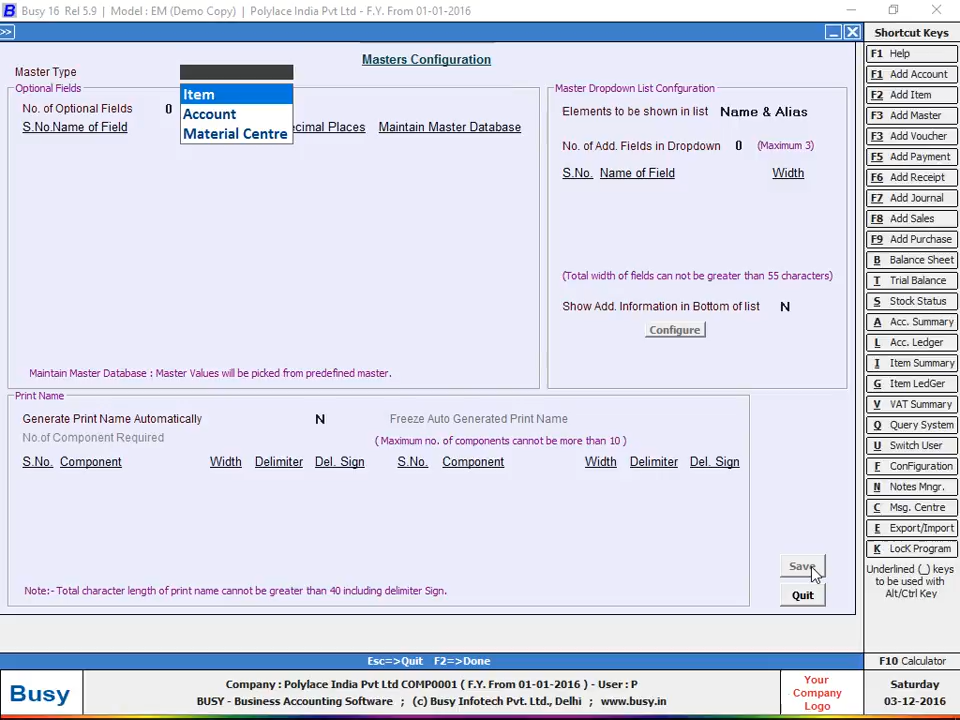 Busy 16 Rel 5.9 | Model : EM (Demo Copy) | Polylace India Pvt Ltd - F.Y. From 01-01-2016
>>
Masters Configuration
Master Type
Item
Account
Material Centre
Optional Fields
No. of Optional Fields 0
S.No. Name of Field ecimal Places Maintain Master Database
Maintain Master Database : Master Values will be picked from predefined master.
Master Dropdown List Configuration
Elements to be shown in list Name & Alias
No. of Add. Fields in Dropdown 0 (Maximum 3)
S.No. Name of Field Width
(Total width of fields can not be greater than 55 characters)
Show Add. Information in Bottom of list N
Configure
Print Name
Generate Print Name Automatically N Freeze Auto Generated Print Name
No.of Component Required (Maximum no. of components cannot be more than 10 )
S.No. Component Width Delimiter Del. Sign S.No. Component Width Delimiter Del. Sign
Note:- Total character length of print name cannot be greater than 40 including delimiter Sign.
Save
Quit
Shortcut Keys
F1 Help
F1 Add Account
F2 Add Item
F3 Add Master
F3 Add Voucher
F5 Add Payment
F6 Add Receipt
F7 Add Journal
F8 Add Sales
F9 Add Purchase
B Balance Sheet
T Trial Balance
S Stock Status
A Acc. Summary
L Acc. Ledger
I Item Summary
G Item LedGer
V VAT Summary
Q Query System
U Switch User
F ConFiguration
N Notes Mngr.
C Msg. Centre
E Export/Import
K LocK Program
Underlined (_) keys
to be used with
Alt/Ctrl Key
Esc=>Quit F2=>Done
F10 Calculator
Busy
Company : Polylace India Pvt Ltd COMP0001 ( F.Y. From 01-01-2016 ) - User : P
BUSY - Business Accounting Software ; (c) Busy Infotech Pvt. Ltd., Delhi ; www.busy.in
Your
Company
Logo
Saturday
03-12-2016